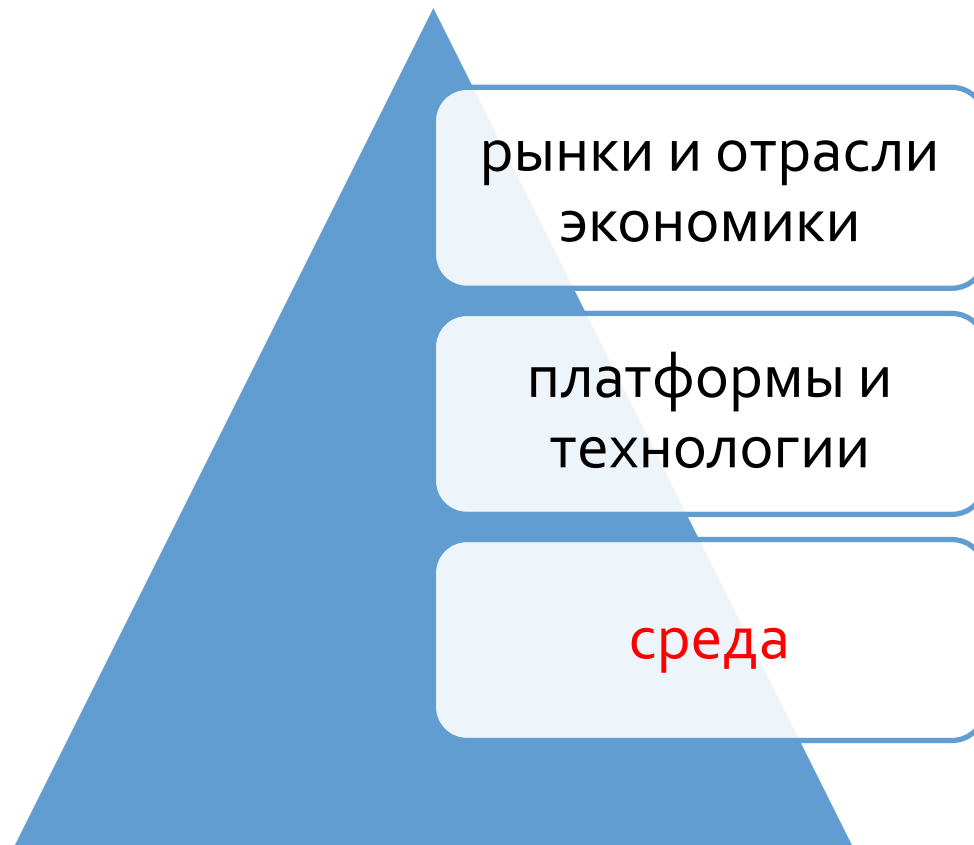 рынки и отрасли
экономики
платформы и
технологии
среда